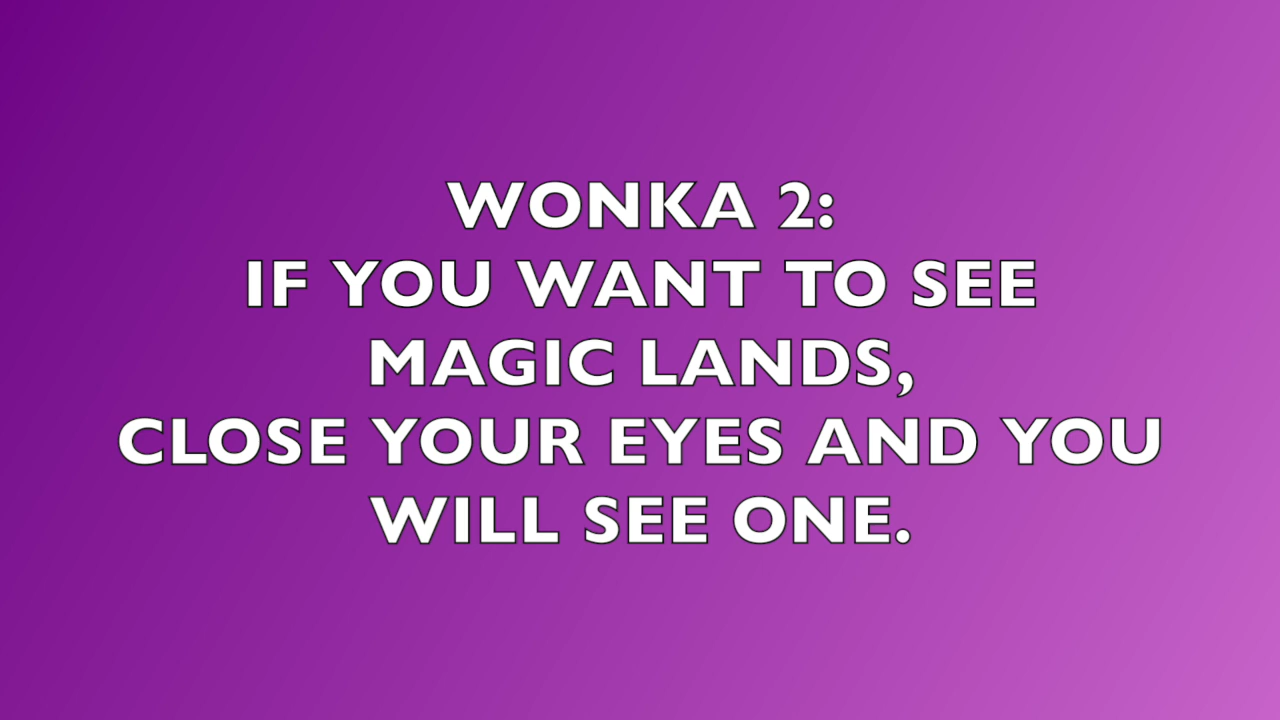 WONKA 2:
IF YOU WANT TO SEE
MAGIC LANDS,
CLOSE YOUR EYES AND YOU
WILL SEE ONE.